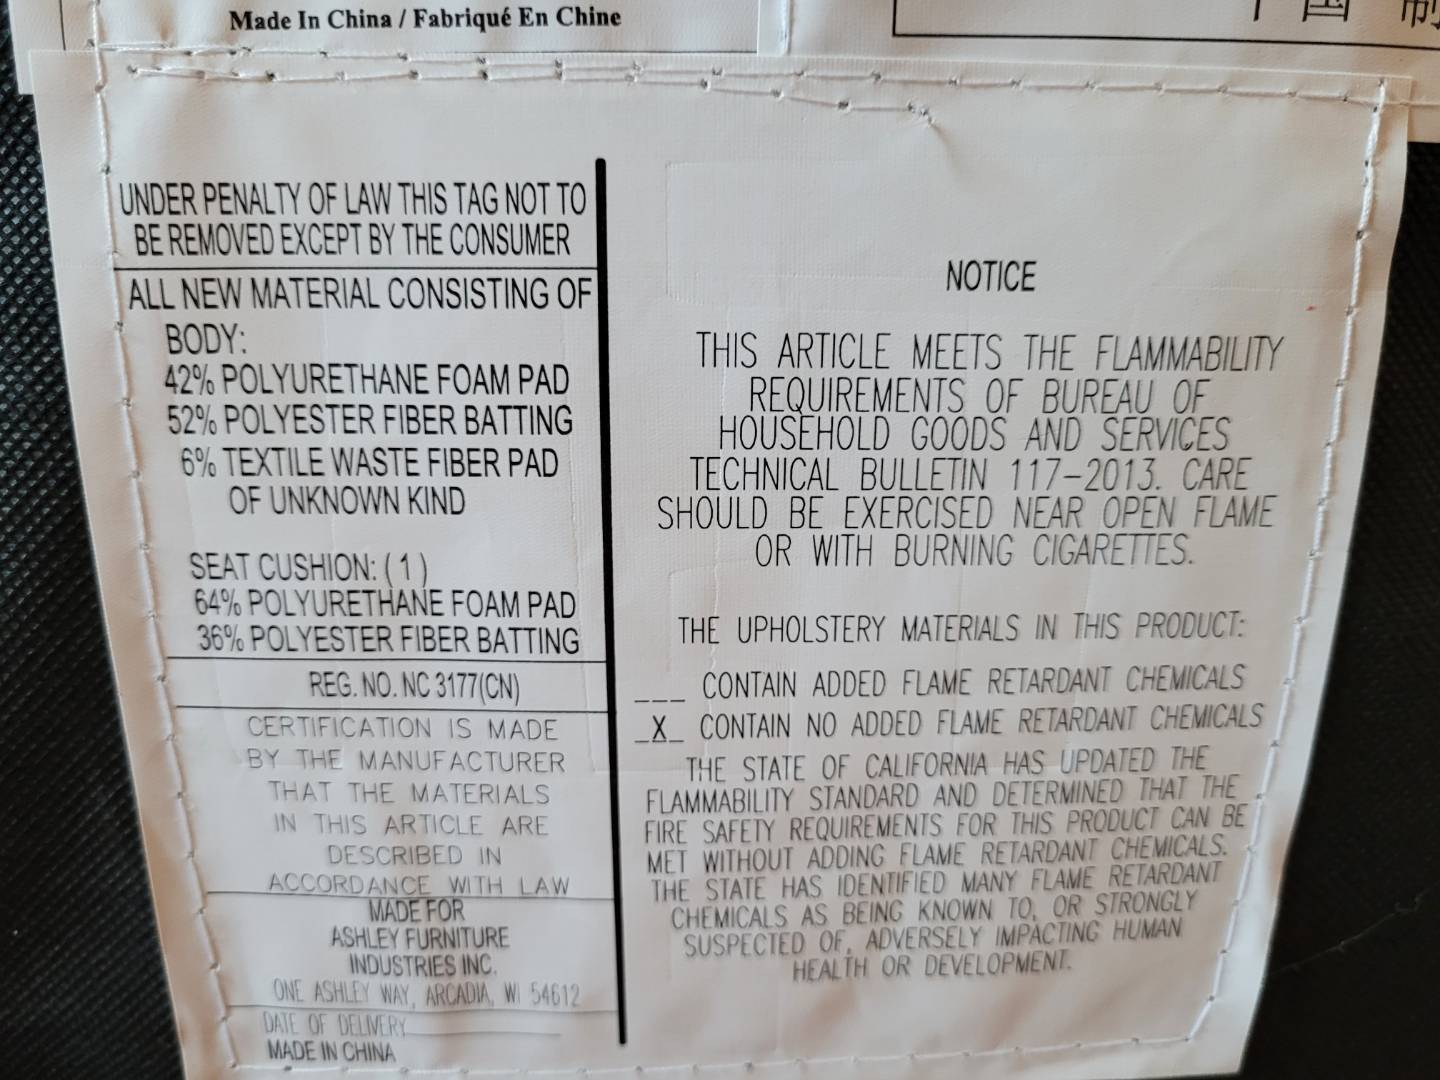 Made In China / Fabriqué En Chine
中国 制
UNDER PENALTY OF LAW THIS TAG NOT TO
BE REMOVED EXCEPT BY THE CONSUMER
ALL NEW MATERIAL CONSISTING OF
BODY:
42% POLYURETHANE FOAM PAD
52% POLYESTER FIBER BATTING
6% TEXTILE WASTE FIBER PAD
OF UNKNOWN KIND
SEAT CUSHION: ( 1 )
64% POLYURETHANE FOAM PAD
36% POLYESTER FIBER BATTING
REG. NO. NC 3177(CN)
CERTIFICATION IS MADE
BY THE MANUFACTURER
THAT THE MATERIALS
IN THIS ARTICLE ARE
DESCRIBED IN
ACCORDANCE WITH LAW
MADE FOR
ASHLEY FURNITURE
INDUSTRIES INC.
ONE ASHLEY WAY, ARCADIA, WI 54612
DATE OF DELIVERY
MADE IN CHINA
NOTICE
THIS ARTICLE MEETS THE FLAMMABILITY
REQUIREMENTS OF BUREAU OF
HOUSEHOLD GOODS AND SERVICES
TECHNICAL BULLETIN 117-2013. CARE
SHOULD BE EXERCISED NEAR OPEN FLAME
OR WITH BURNING CIGARETTES.
THE UPHOLSTERY MATERIALS IN THIS PRODUCT:
___ CONTAIN ADDED FLAME RETARDANT CHEMICALS
_X_ CONTAIN NO ADDED FLAME RETARDANT CHEMICALS
THE STATE OF CALIFORNIA HAS UPDATED THE
FLAMMABILITY STANDARD AND DETERMINED THAT THE
FIRE SAFETY REQUIREMENTS FOR THIS PRODUCT CAN BE
MET WITHOUT ADDING FLAME RETARDANT CHEMICALS.
THE STATE HAS IDENTIFIED MANY FLAME RETARDANT
CHEMICALS AS BEING KNOWN TO, OR STRONGLY
SUSPECTED OF, ADVERSELY IMPACTING HUMAN
HEALTH OR DEVELOPMENT.